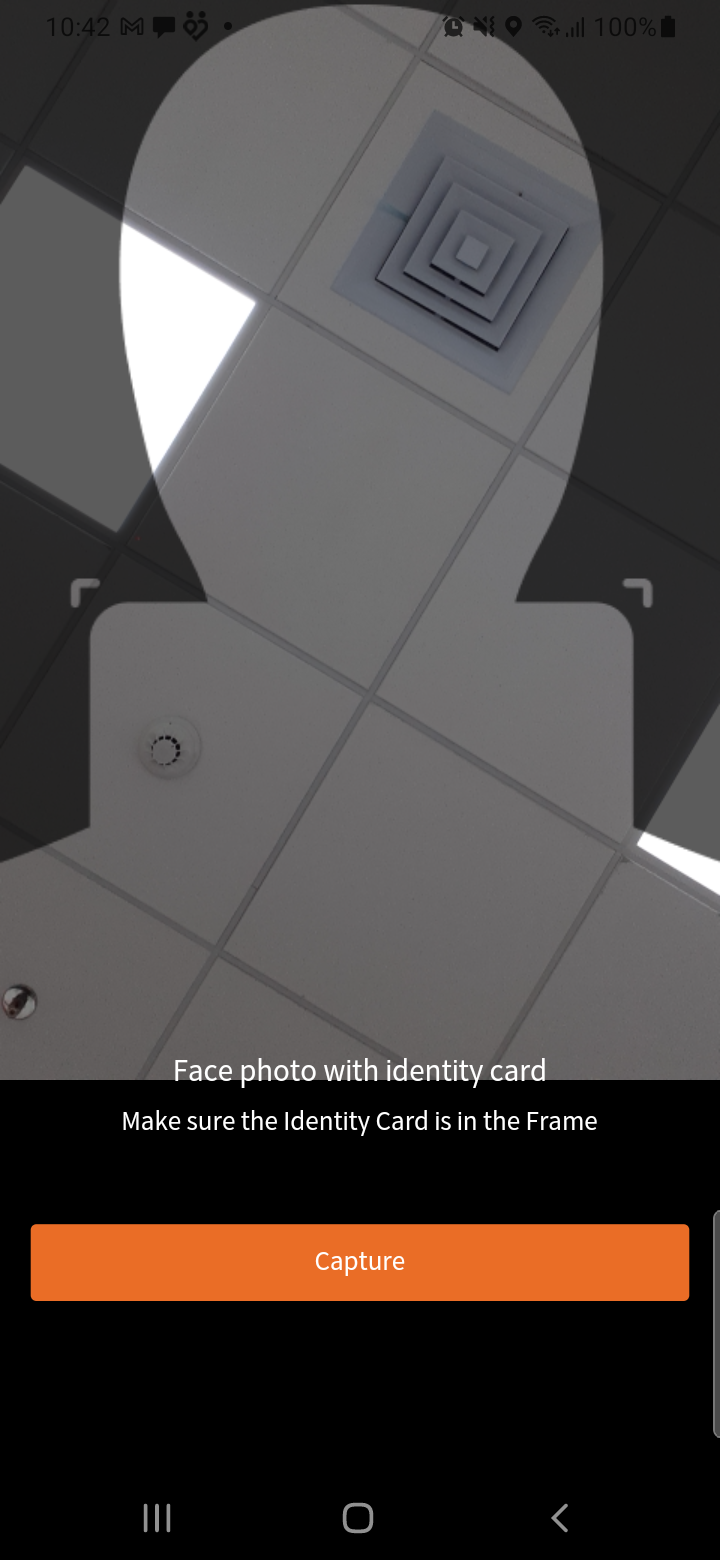 10:42 100%
Face photo with identity card
Make sure the Identity Card is in the Frame
Capture